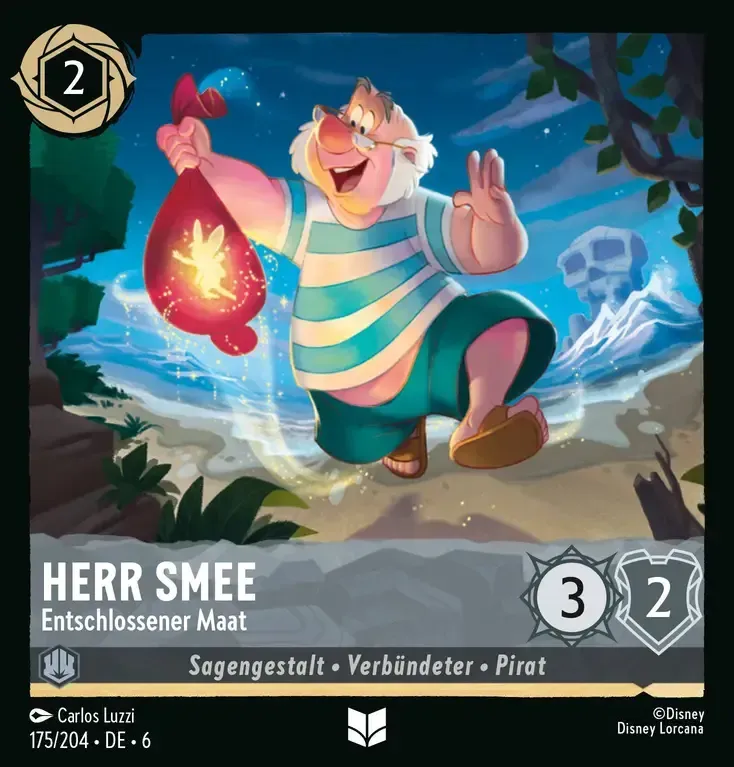 2
HERR SMEE
Entschlossener Maat
3
2
Sagengestalt • Verbündeter • Pirat
Carlos Luzzi
175/204 • DE • 6
©Disney
Disney Lorcana